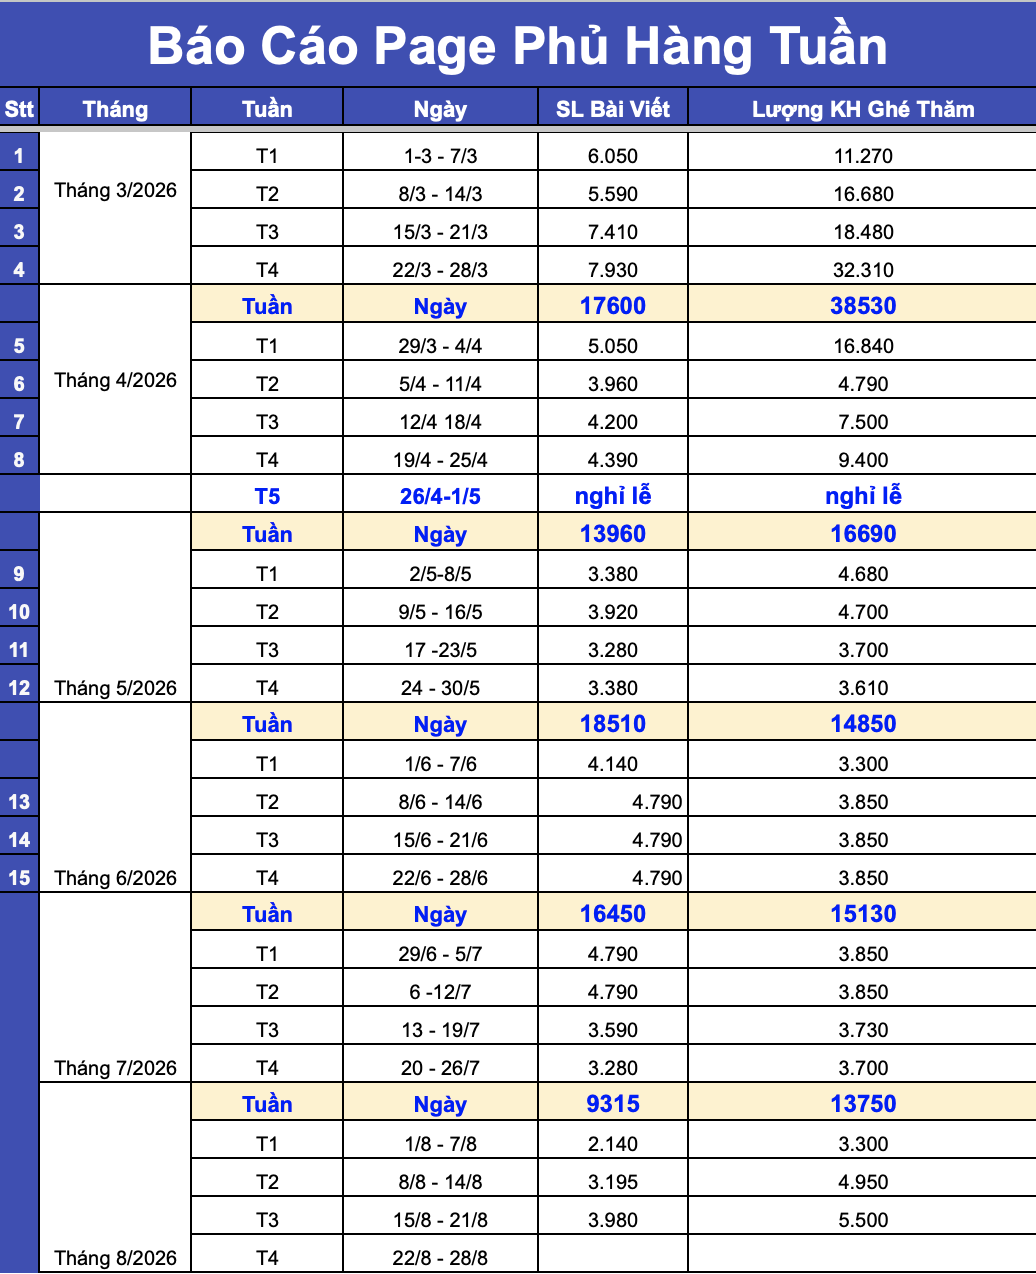 Báo Cáo Page Phủ Hàng Tuần
Stt Tháng Tuần Ngày SL Bài Viết Lượng KH Ghé Thăm
1 T1 1-3 - 7/3 6.050 11.270
Tháng 3/2026
2 T2 8/3 - 14/3 5.590 16.680
3 T3 15/3 - 21/3 7.410 18.480
4 T4 22/3 - 28/3 7.930 32.310
Tuần Ngày 17600 38530
5 T1 29/3 - 4/4 5.050 16.840
Tháng 4/2026
6 T2 5/4 - 11/4 3.960 4.790
7 T3 12/4 18/4 4.200 7.500
8 T4 19/4 - 25/4 4.390 9.400
T5 26/4-1/5 nghỉ lễ nghỉ lễ
Tuần Ngày 13960 16690
9 T1 2/5-8/5 3.380 4.680
10 T2 9/5 - 16/5 3.920 4.700
11 T3 17 -23/5 3.280 3.700
12 Tháng 5/2026 T4 24 - 30/5 3.380 3.610
Tuần Ngày 18510 14850
T1 1/6 - 7/6 4.140 3.300
13 T2 8/6 - 14/6 4.790 3.850
14 T3 15/6 - 21/6 4.790 3.850
15 Tháng 6/2026 T4 22/6 - 28/6 4.790 3.850
Tuần Ngày 16450 15130
T1 29/6 - 5/7 4.790 3.850
T2 6 -12/7 4.790 3.850
T3 13 - 19/7 3.590 3.730
Tháng 7/2026 T4 20 - 26/7 3.280 3.700
Tuần Ngày 9315 13750
T1 1/8 - 7/8 2.140 3.300
T2 8/8 - 14/8 3.195 4.950
T3 15/8 - 21/8 3.980 5.500
Tháng 8/2026 T4 22/8 - 28/8